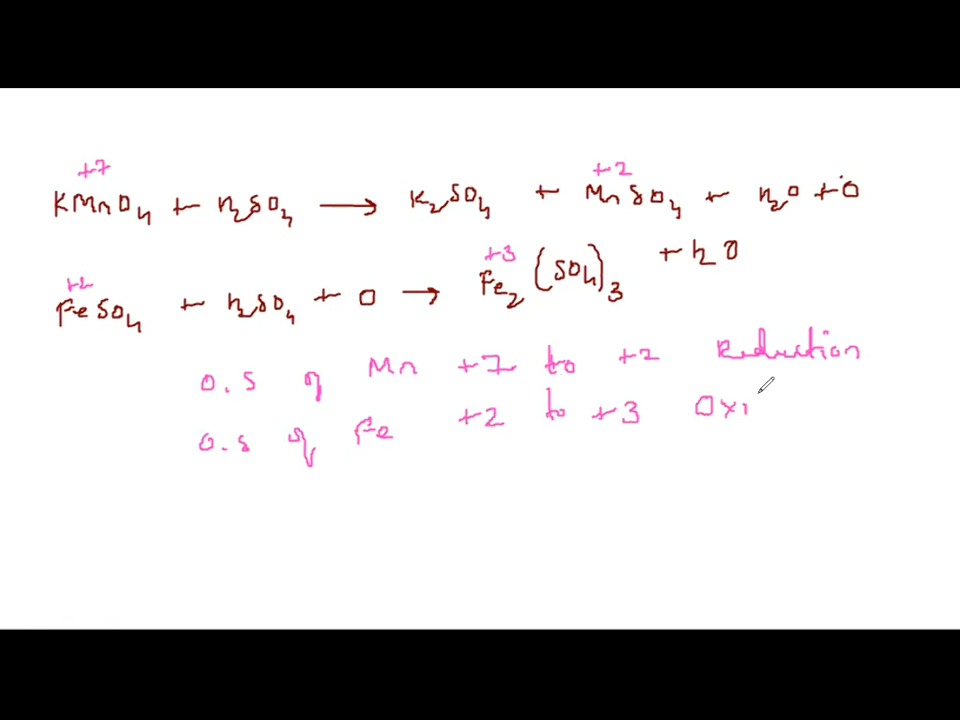 +7 +2
KMnO4 + H2SO4 → K2SO4 + MnSO4 + H2O + O
+2 +3
FeSO4 + H2SO4 + O → Fe2(SO4)3 + H2O
O.S of Mn +7 to +2 Reduction
O.S of Fe +2 to +3 Oxi